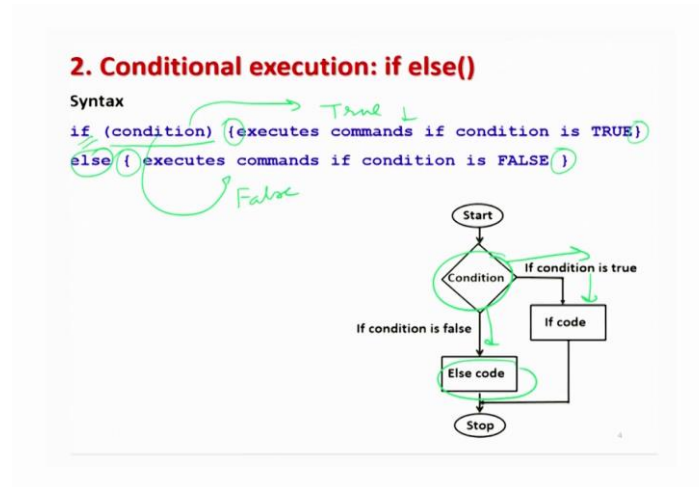 2. Conditional execution: if else()
Syntax
True
if (condition) {executes commands if condition is TRUE}
else { executes commands if condition is FALSE }
False
Start
Condition
If condition is true
If code
If condition is false
Else code
Stop
4